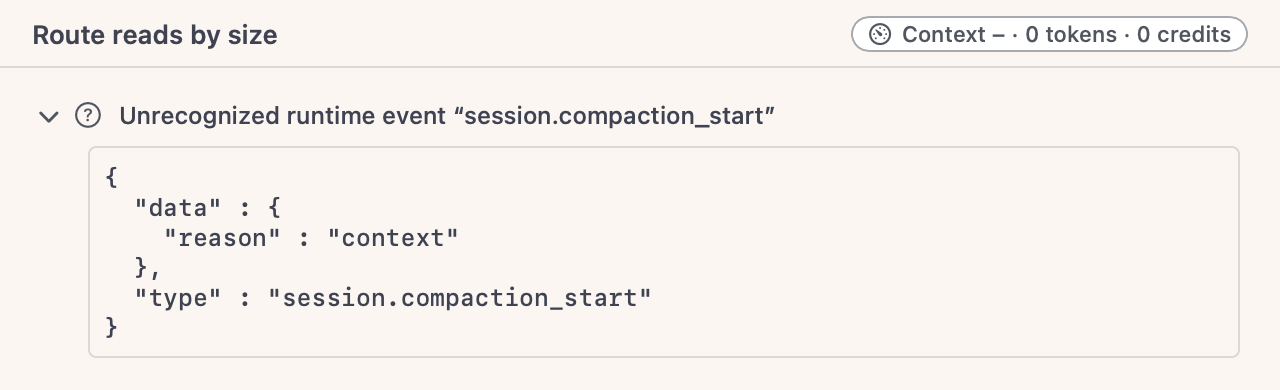 Route reads by size
Context – · 0 tokens · 0 credits
Unrecognized runtime event “session.compaction_start”
{
  "data" : {
    "reason" : "context"
  },
  "type" : "session.compaction_start"
}